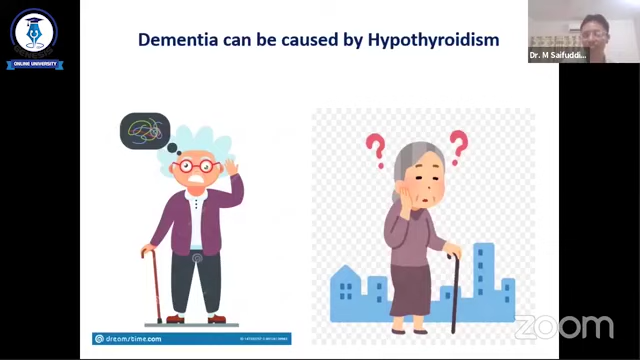 Dementia can be caused by Hypothyroidism
Dr. M Saifuddi...
ONLINE UNIVERSITY
? ?
dreamstime.com
zoom